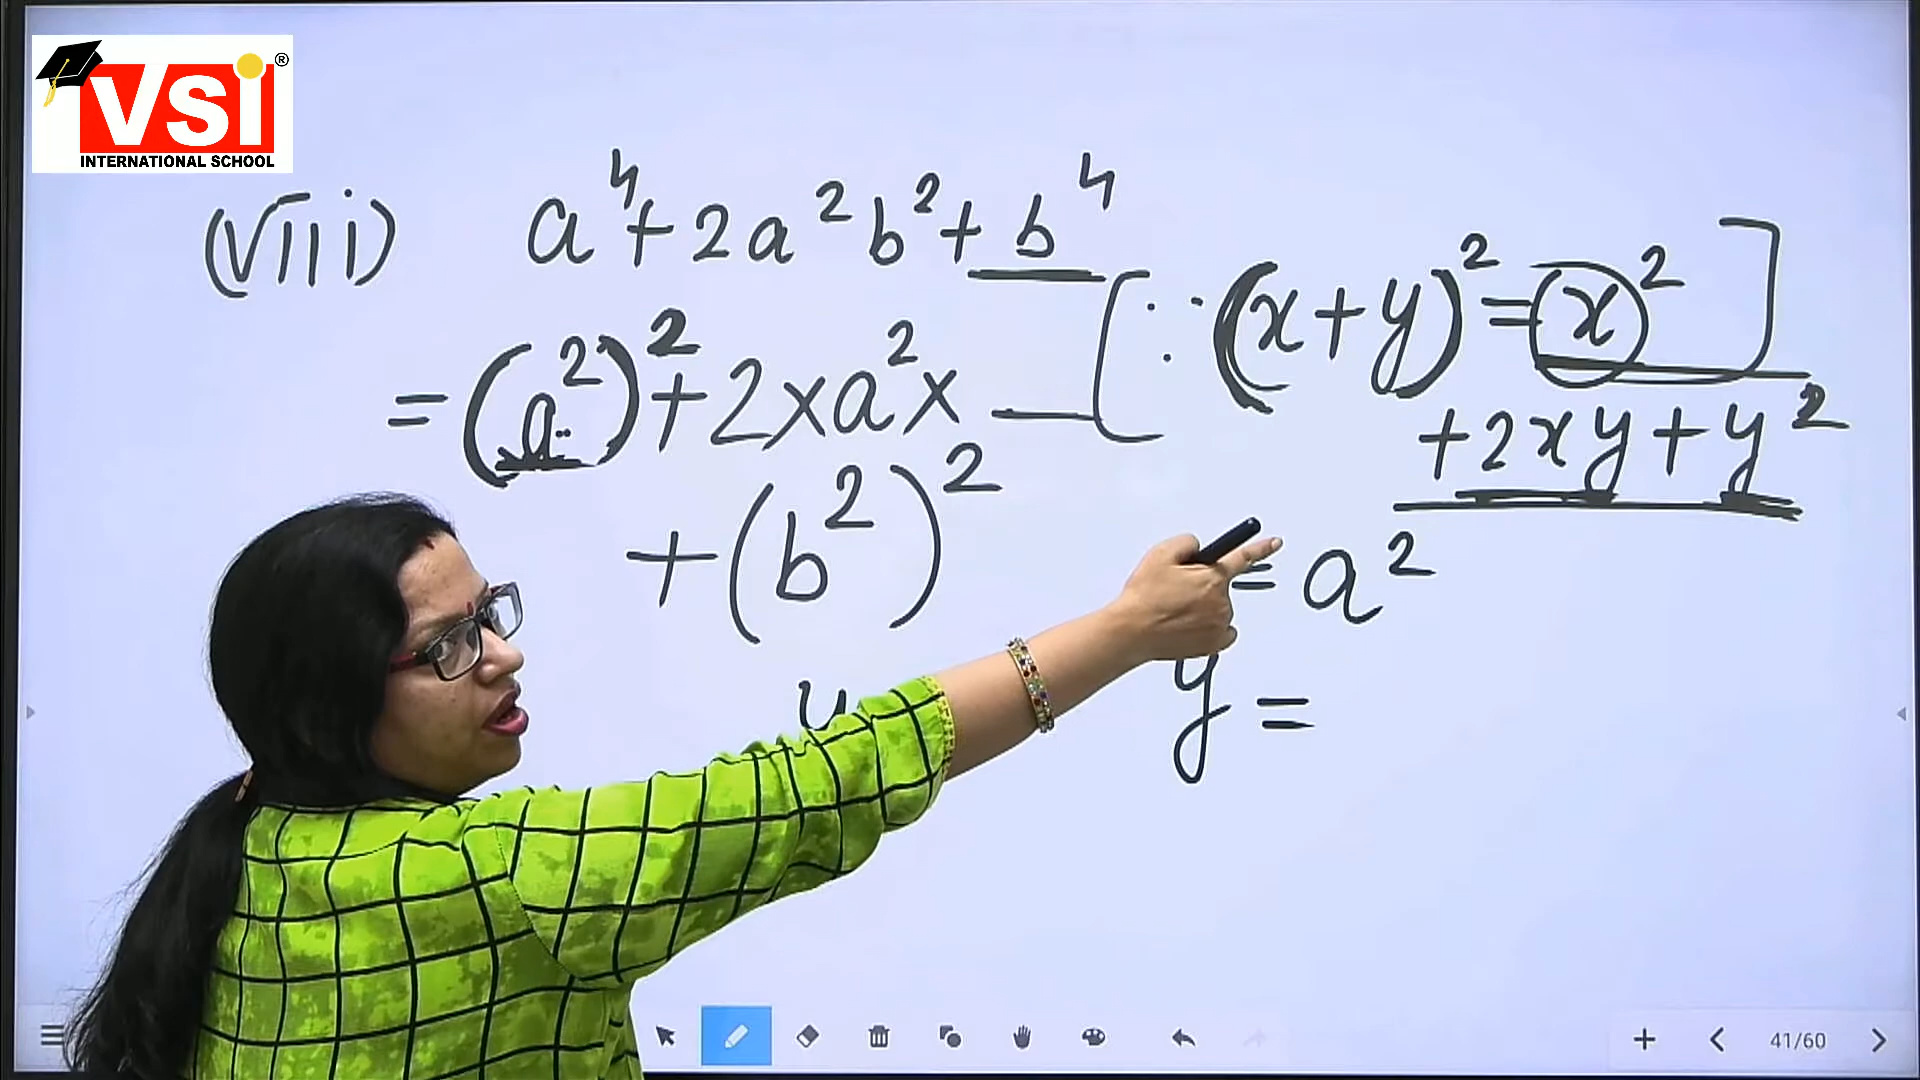 VSI ®
INTERNATIONAL SCHOOL
(viii) a⁴+2a²b²+b⁴
[∵(x+y)²=x²]
+2xy+y²
=(a²)²+2×a²×__
+(b²)²
=a²
y
y=
41/60